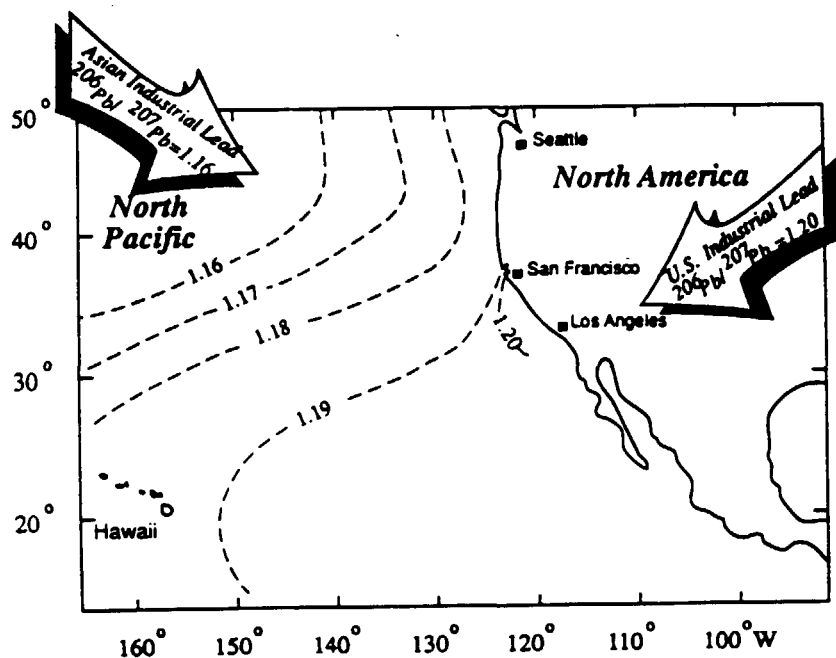 Asian Industrial Lead
206Pb/ 207Pb=1.16
50°
40°
30°
20°
North
Pacific
North America
Seattle
San Francisco
Los Angeles
U.S. Industrial Lead
206Pb/ 207Pb=1.20
1.16
1.17
1.18
1.19
1.20
Hawaii
160°
150°
140°
130°
120°
110°
100°W